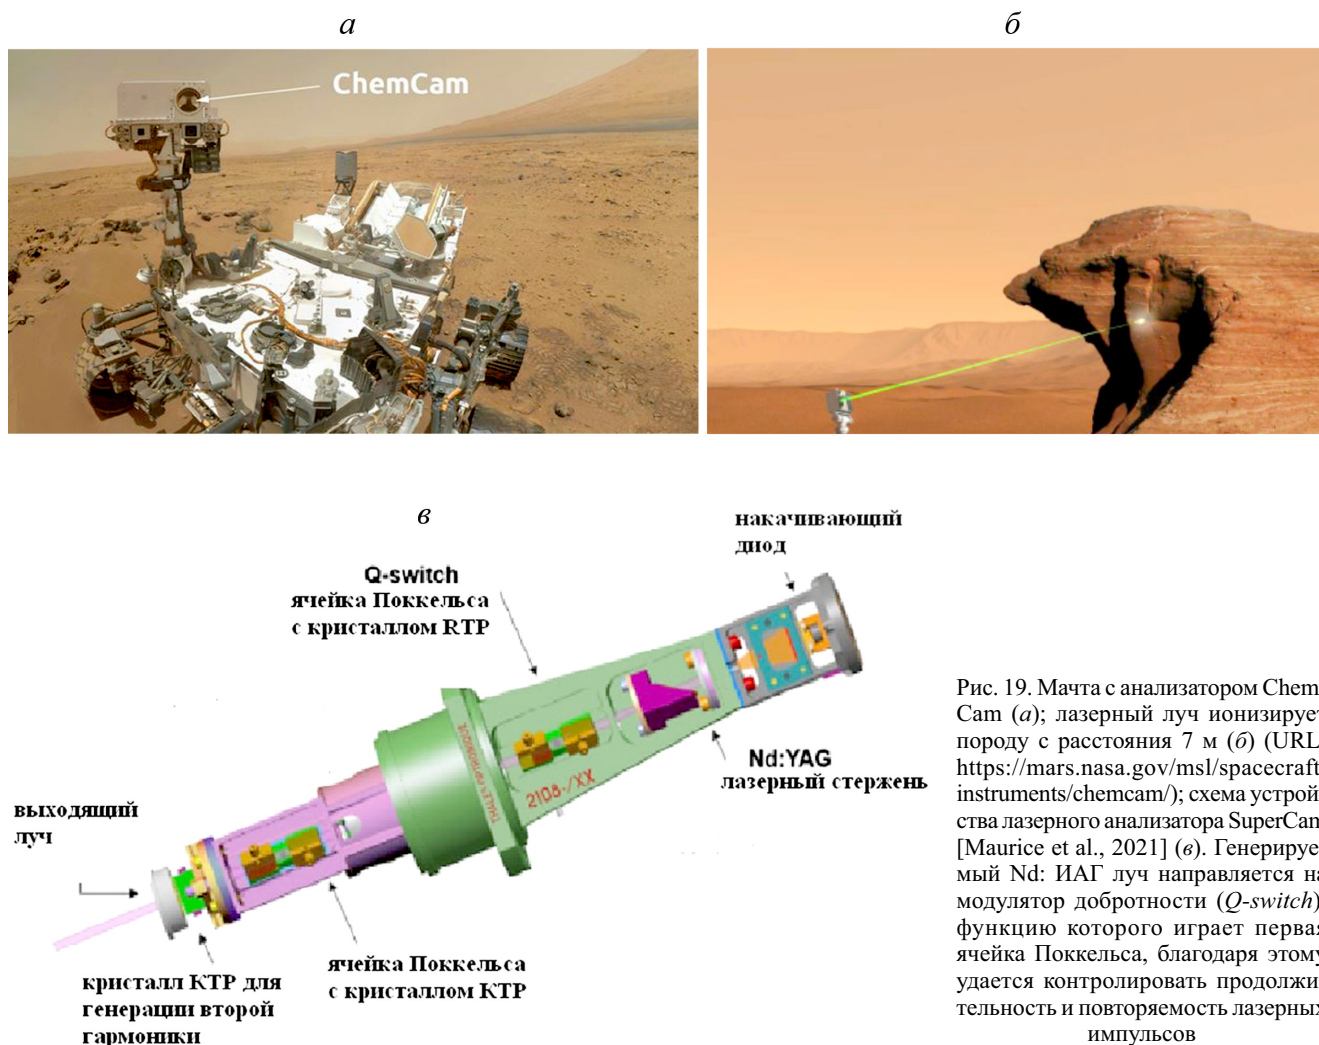 а
б
ChemCam
в
накачивающий
диод
Q-switch
ячейка Поккельса
с кристаллом RTP
Nd:YAG
лазерный стержень
THALES OPTRONIQUE
2108-/XX
выходящий
луч
ячейка Поккельса
с кристаллом КТР
кристалл КТР для
генерации второй
гармоники
Рис. 19. Мачта с анализатором Chem
Cam (а); лазерный луч ионизирует
породу с расстояния 7 м (б) (URL
https://mars.nasa.gov/msl/spacecraft
instruments/chemcam/); схема устрой
ства лазерного анализатора SuperCam
[Maurice et al., 2021] (в). Генерируе
мый Nd: ИАГ луч направляется на
модулятор добротности (Q-switch)
функцию которого играет первая
ячейка Поккельса, благодаря этому
удается контролировать продолжи
тельность и повторяемость лазерных
импульсов